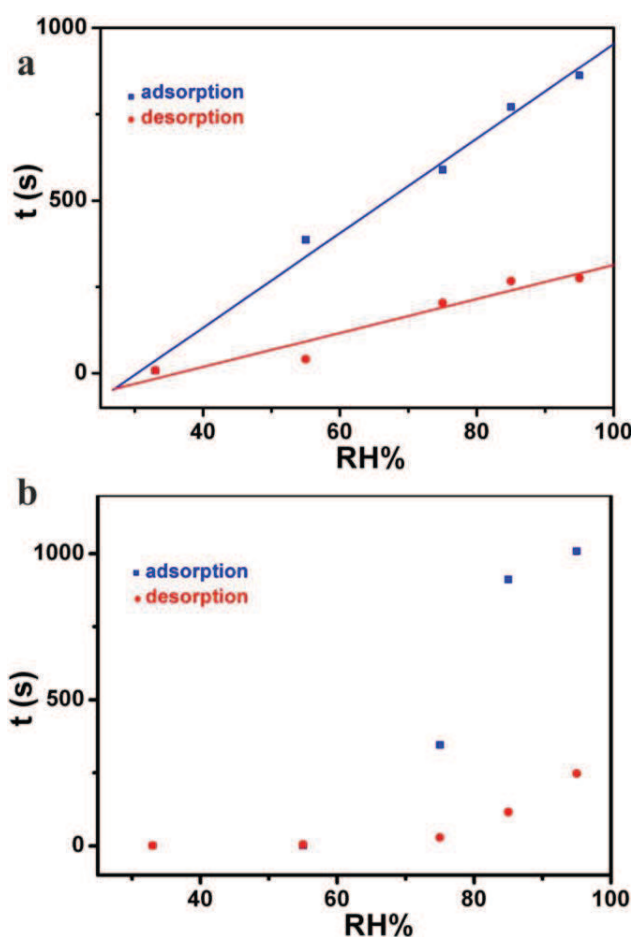 a
1000
adsorption
desorption
500
t (s)
0
40 60 80 100
RH%
b
1000
adsorption
desorption
t (s)
500
0
40 60 80 100
RH%